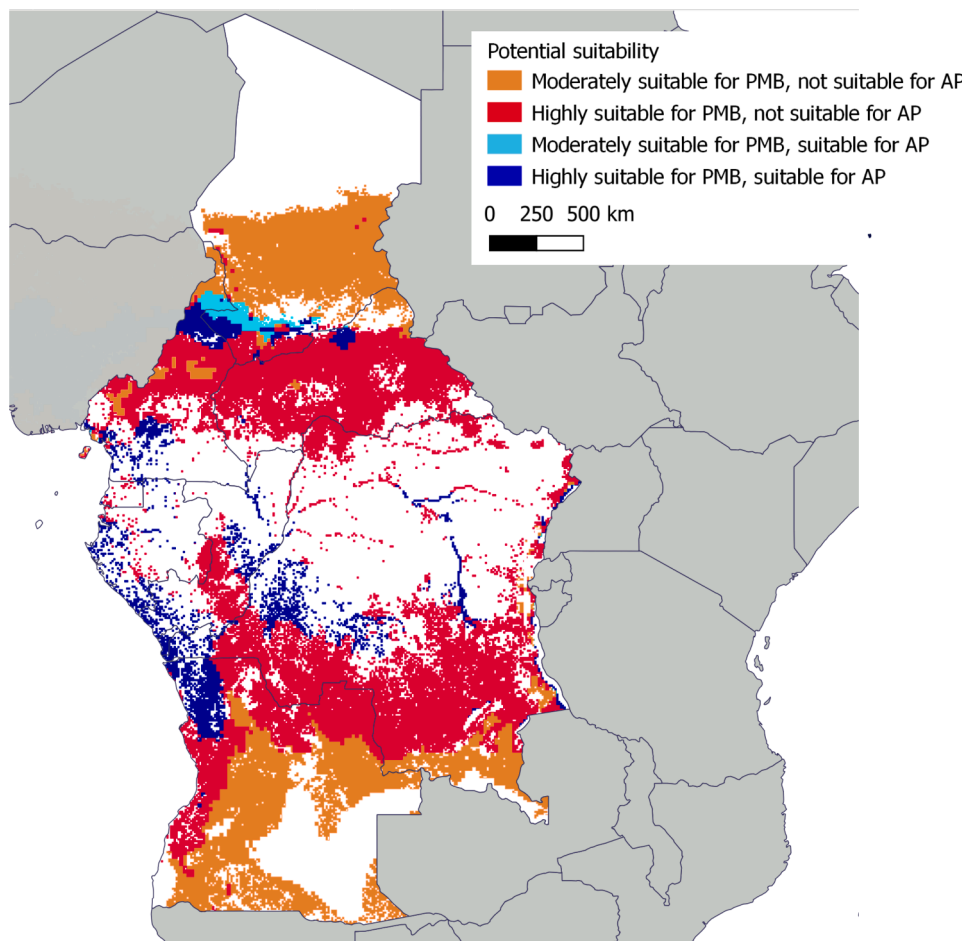 Potential suitability
Moderately suitable for PMB, not suitable for AP
Highly suitable for PMB, not suitable for AP
Moderately suitable for PMB, suitable for AP
Highly suitable for PMB, suitable for AP
0 250 500 km